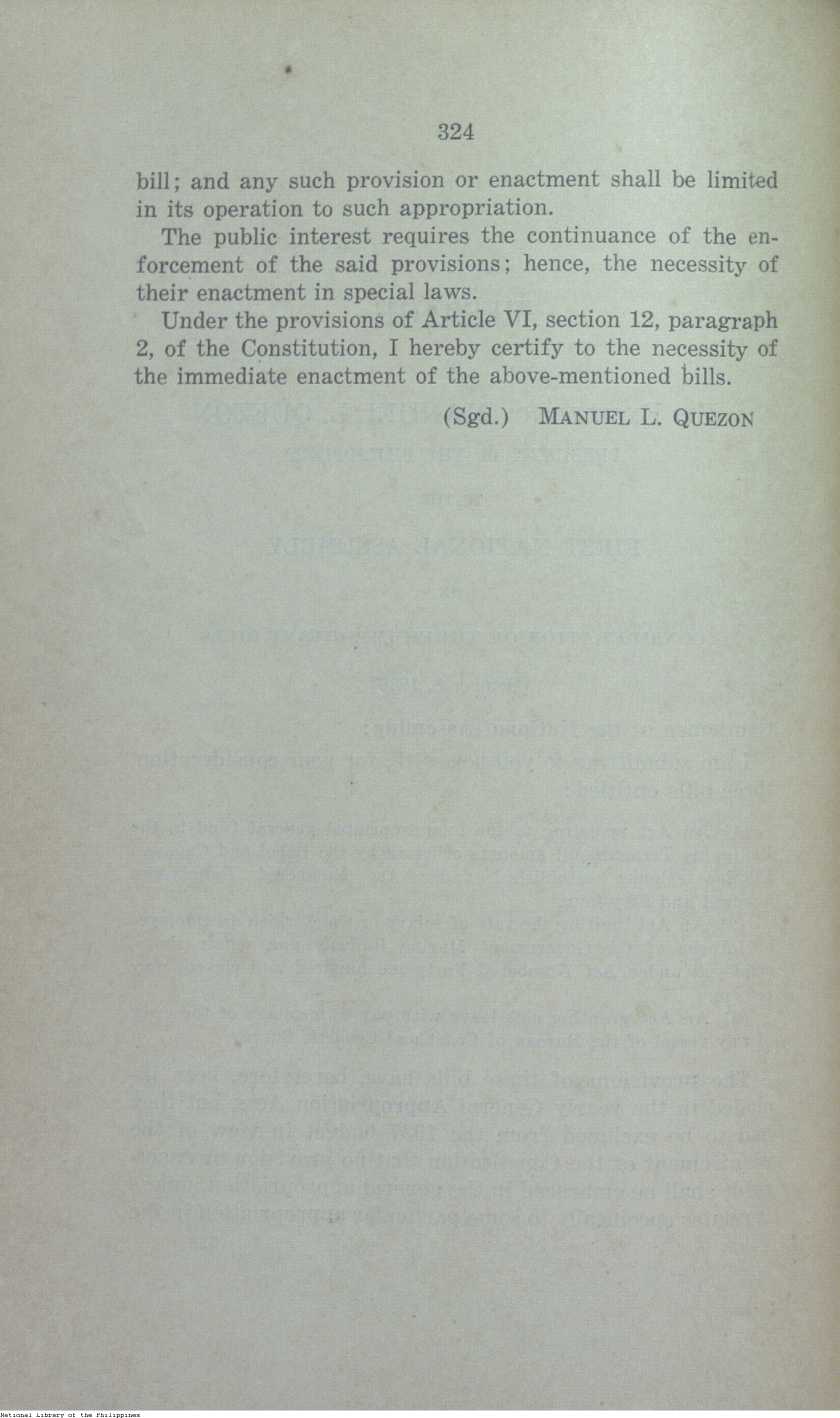 324
bill; and any such provision or enactment shall be limited
in its operation to such appropriation.
The public interest requires the continuance of the en-
forcement of the said provisions; hence, the necessity of
their enactment in special laws.
Under the provisions of Article VI, section 12, paragraph
2, of the Constitution, I hereby certify to the necessity of
the immediate enactment of the above-mentioned bills.
(Sgd.) MANUEL L. QUEZON
National Library of the Philippines